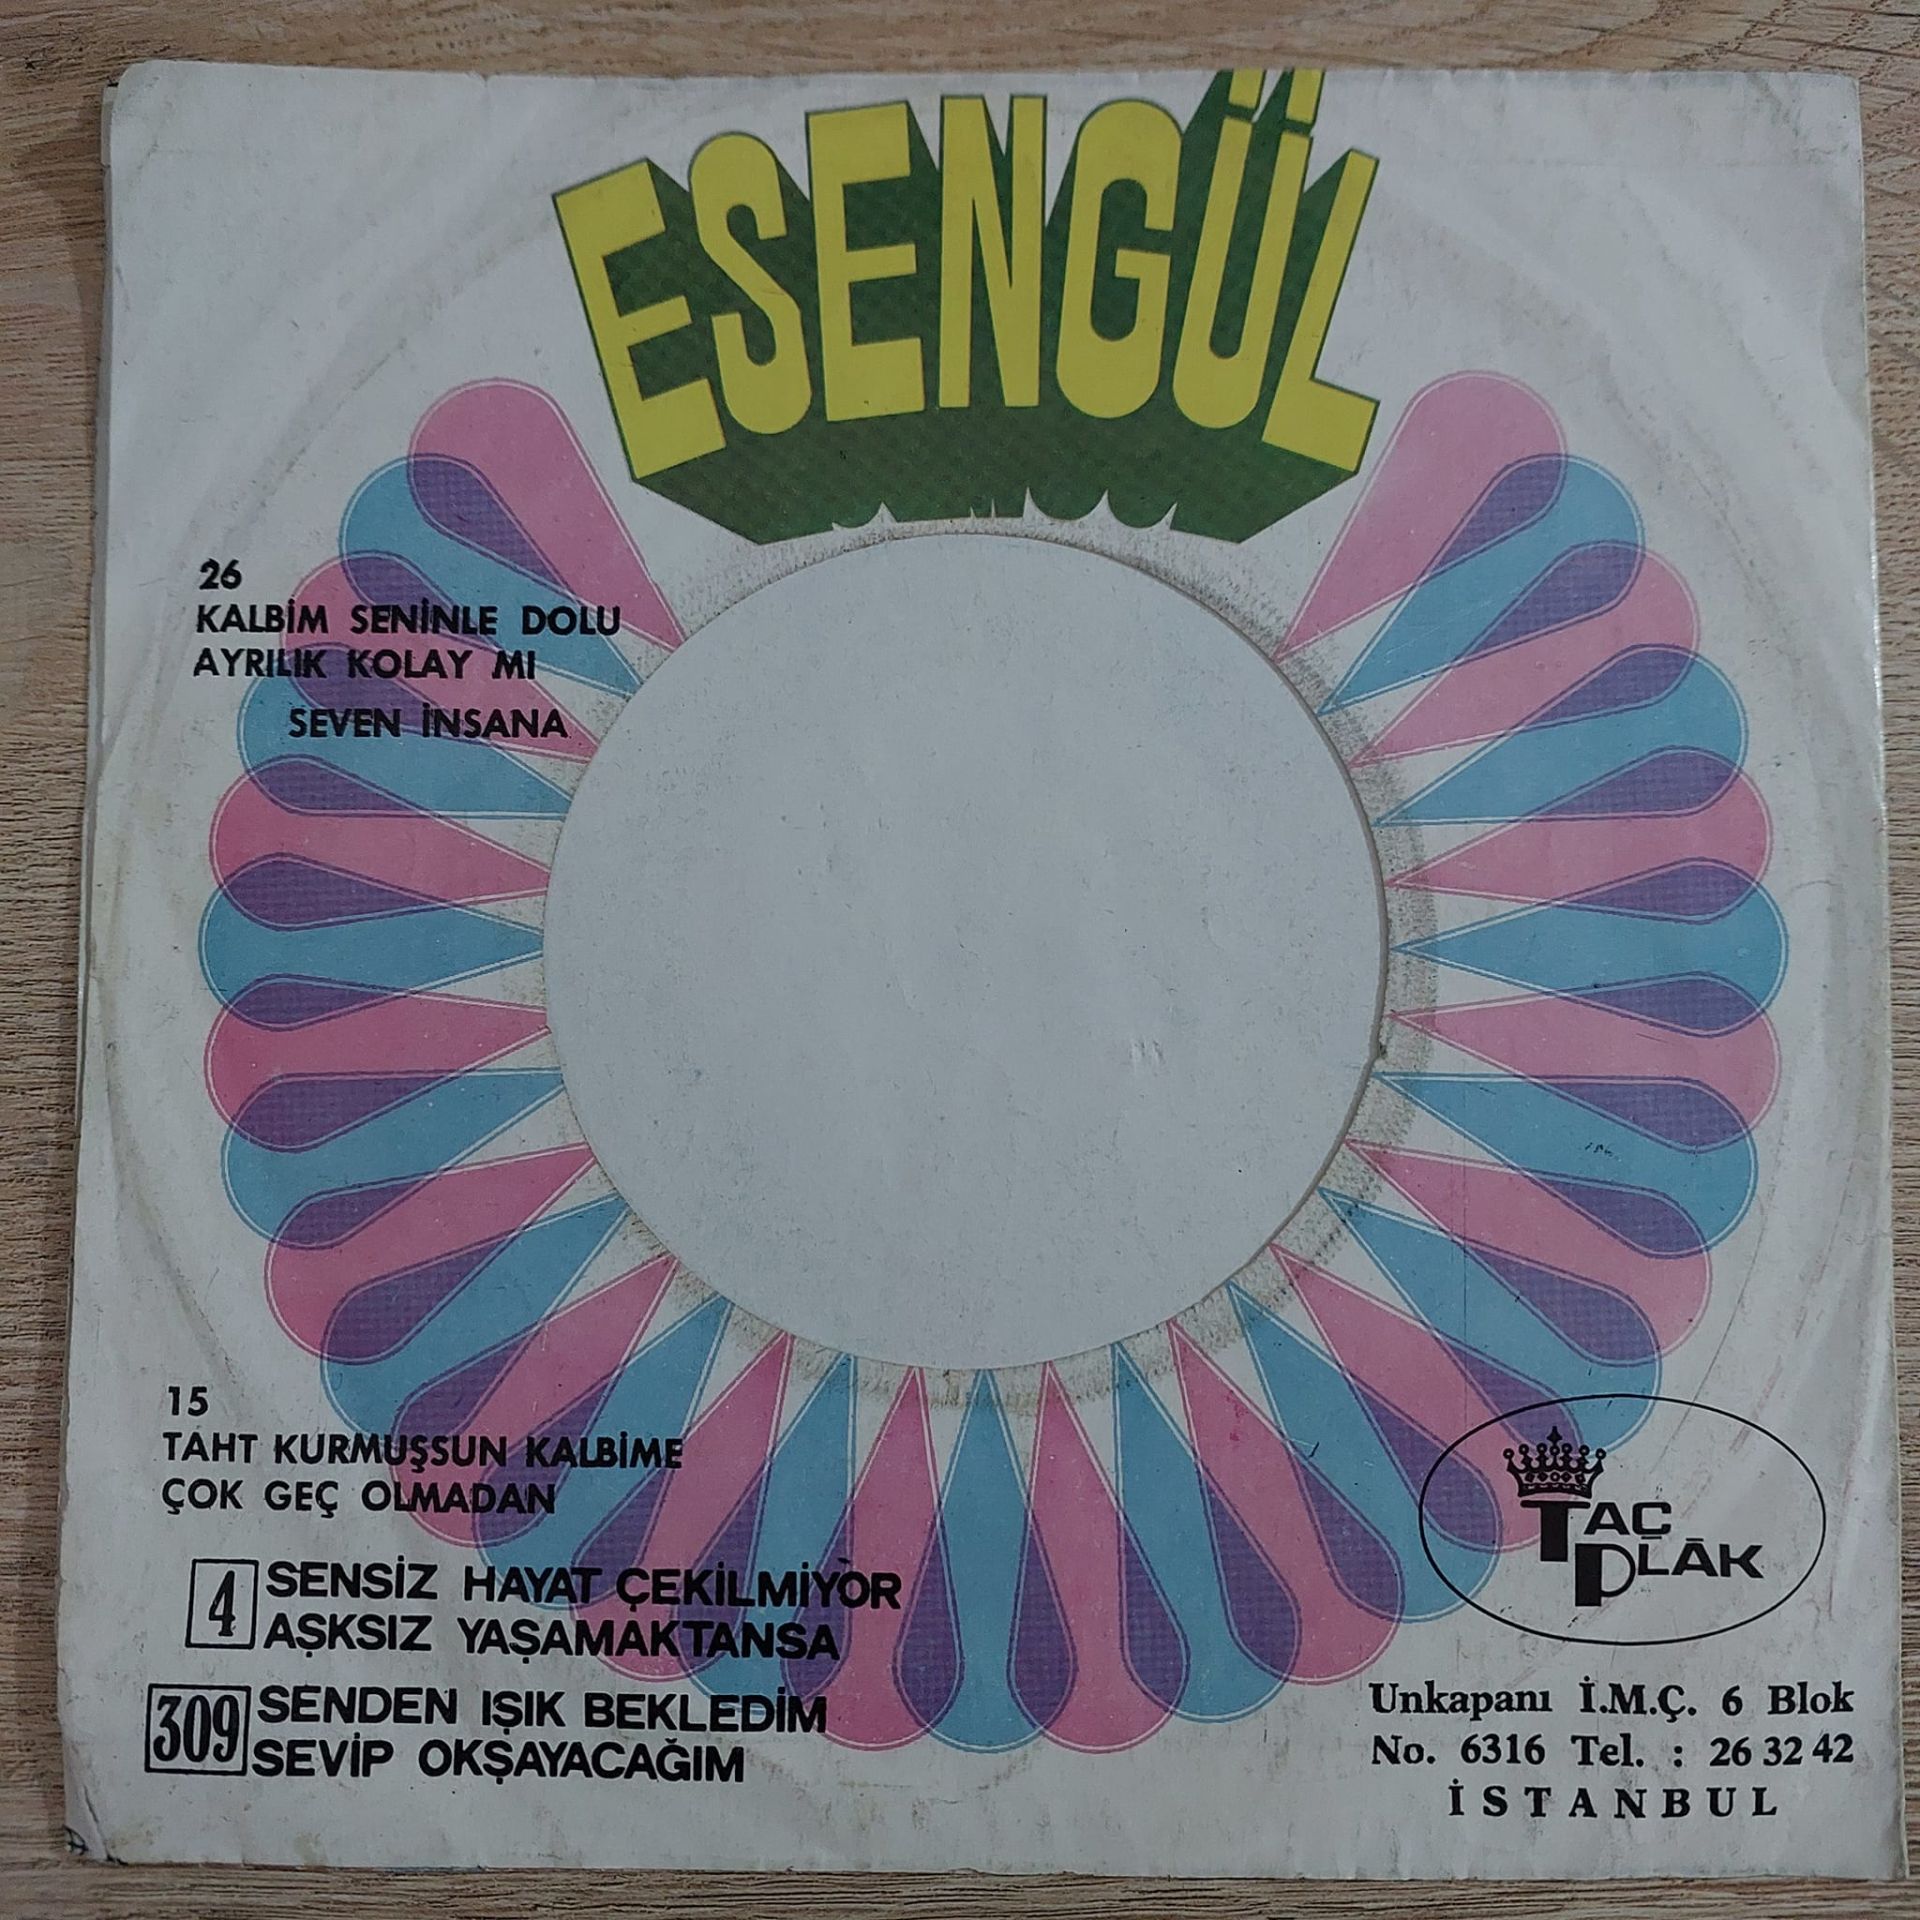 ESENGÜL
26
KALBİM SENİNLE DOLU
AYRILIK KOLAY MI
SEVEN İNSANA
15
TAHT KURMUŞSUN KALBİME
ÇOK GEÇ OLMADAN
4 SENSİZ HAYAT ÇEKİLMİYOR
AŞKSIZ YAŞAMAKTANSA
309 SENDEN IŞIK BEKLEDİM
SEVİP OKŞAYACAĞIM
TAÇ
PLÂK
Unkapanı İ.M.Ç. 6 Blok
No. 6316 Tel. : 26 32 42
İSTANBUL